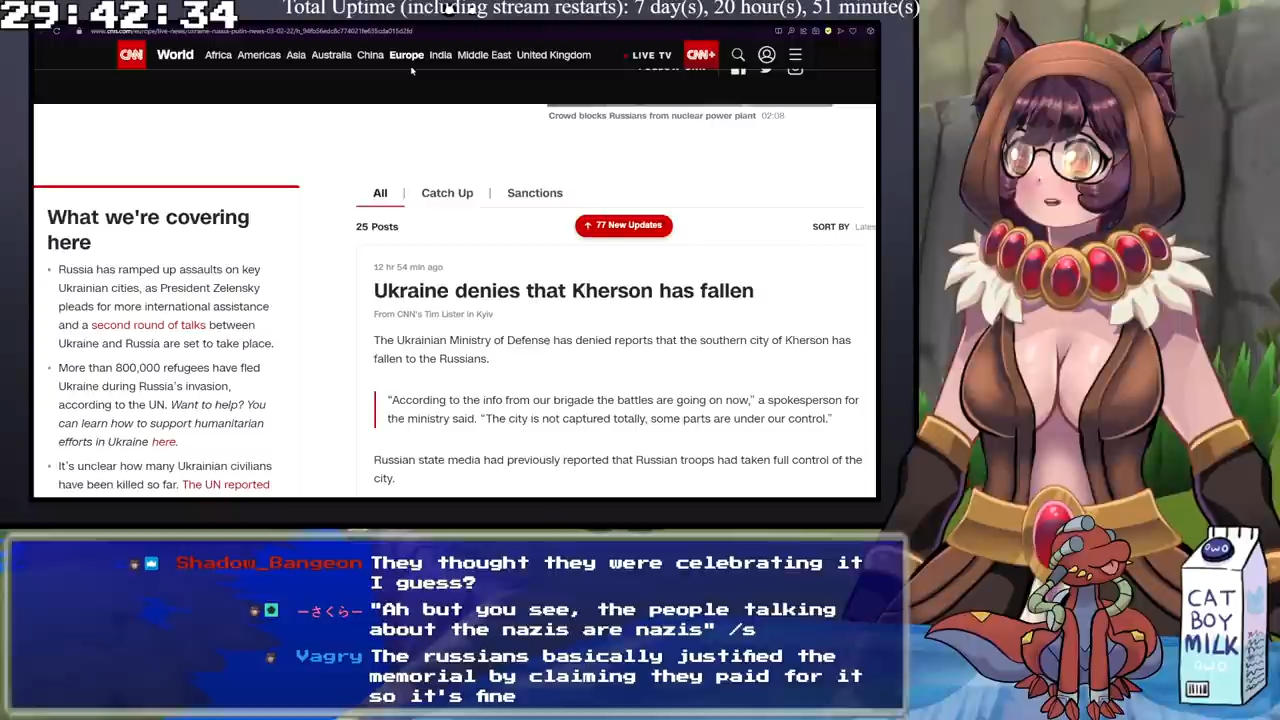 29:42:34
Total Uptime (including stream restarts): 7 day(s), 20 hour(s), 51 minute(s)
CNN World Africa Americas Asia Australia China Europe India Middle East United Kingdom LIVE TV CNN+
Crowd blocks Russians from nuclear power plant 02:08
All | Catch Up | Sanctions
25 Posts
↑ 77 New Updates
SORT BY Lates
What we're covering
here
• Russia has ramped up assaults on key
Ukrainian cities, as President Zelensky
pleads for more international assistance
and a second round of talks between
Ukraine and Russia are set to take place.
• More than 800,000 refugees have fled
Ukraine during Russia's invasion,
according to the UN. Want to help? You
can learn how to support humanitarian
efforts in Ukraine here.
• It's unclear how many Ukrainian civilians
have been killed so far. The UN reported
12 hr 54 min ago
Ukraine denies that Kherson has fallen
From CNN's Tim Lister in Kyiv
The Ukrainian Ministry of Defense has denied reports that the southern city of Kherson has
fallen to the Russians.
"According to the info from our brigade the battles are going on now," a spokesperson for
the ministry said. "The city is not captured totally, some parts are under our control."
Russian state media had previously reported that Russian troops had taken full control of the
city.
Shadow_Bangeon They thought they were celebrating it
I guess?
ーさくらー "Ah but you see, the people talking
about the nazis are nazis" /s
Vagry The russians basically justified the
memorial by claiming they paid for it
so it's fine
OWO
CAT
BOY
MILK
OWO